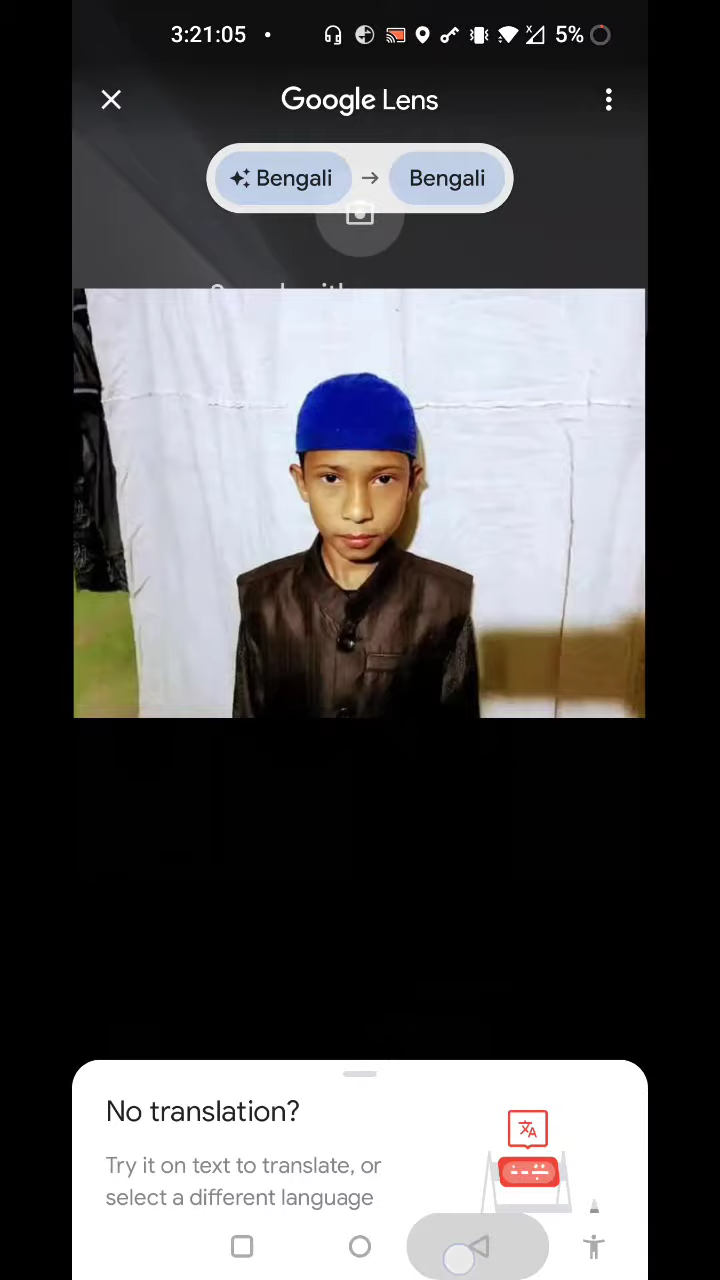 3:21:05
5%
Google Lens
Bengali → Bengali
No translation?
Try it on text to translate, or
select a different language